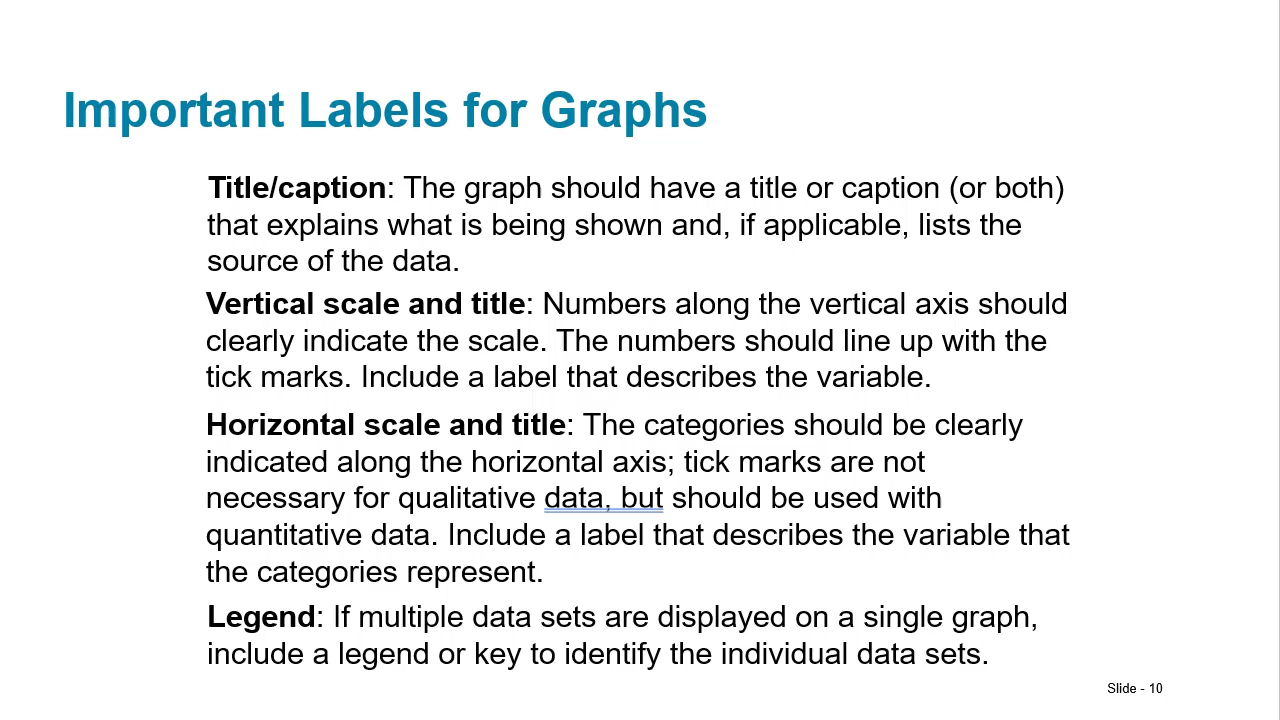 Important Labels for Graphs
Title/caption: The graph should have a title or caption (or both)
that explains what is being shown and, if applicable, lists the
source of the data.
Vertical scale and title: Numbers along the vertical axis should
clearly indicate the scale. The numbers should line up with the
tick marks. Include a label that describes the variable.
Horizontal scale and title: The categories should be clearly
indicated along the horizontal axis; tick marks are not
necessary for qualitative data, but should be used with
quantitative data. Include a label that describes the variable that
the categories represent.
Legend: If multiple data sets are displayed on a single graph,
include a legend or key to identify the individual data sets.
Slide - 10